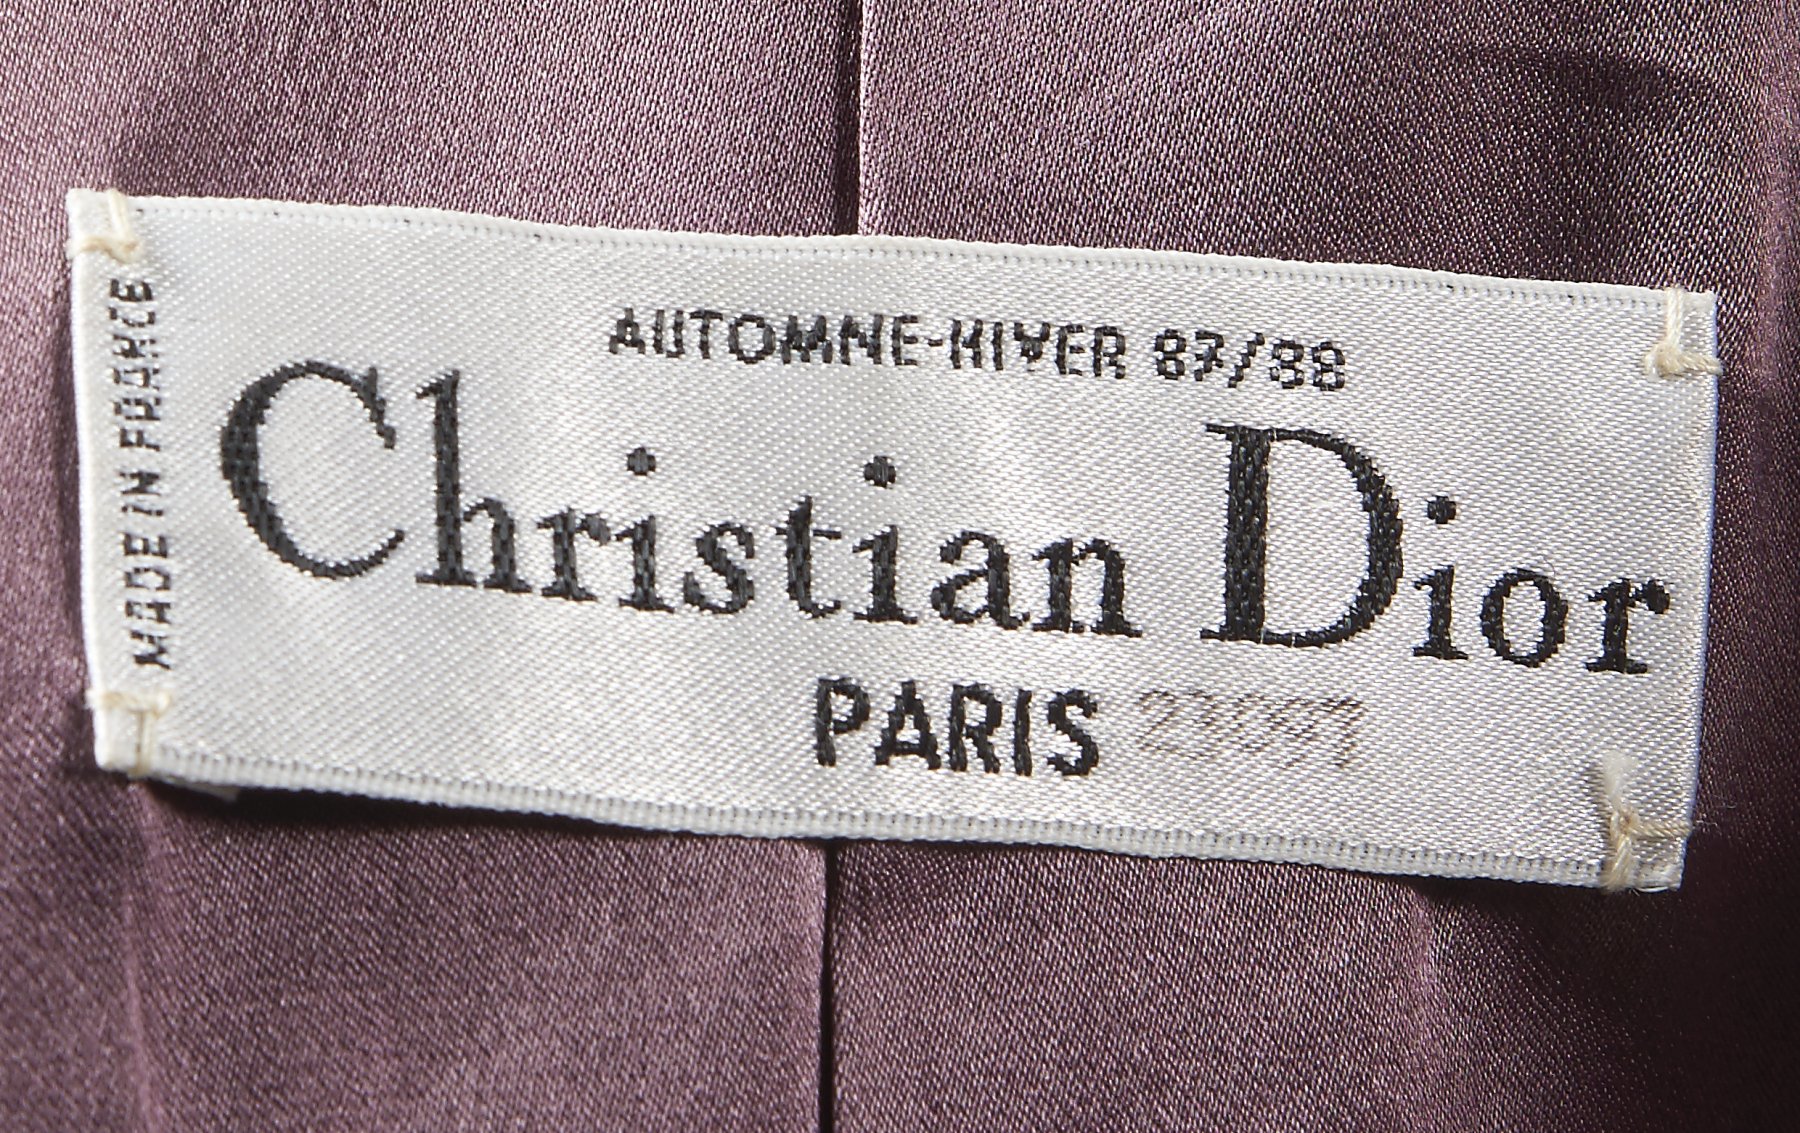 AUTOMNE-HIVER 87/88
Christian Dior
PARIS
MADE IN FRANCE